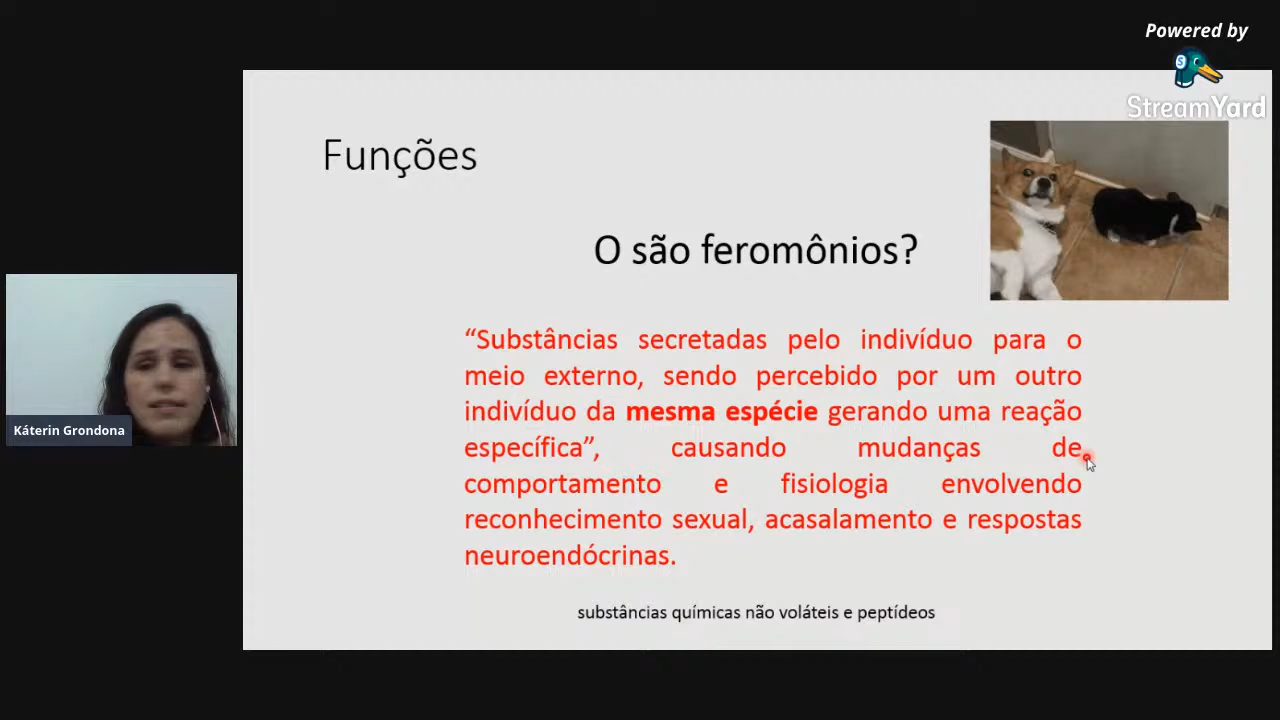 Powered by
StreamYard
Funções
O são feromônios?
“Substâncias secretadas pelo indivíduo para o
meio externo, sendo percebido por um outro
indivíduo da mesma espécie gerando uma reação
específica”, causando mudanças de
comportamento e fisiologia envolvendo
reconhecimento sexual, acasalamento e respostas
neuroendócrinas.
substâncias químicas não voláteis e peptídeos
Káterin Grondona